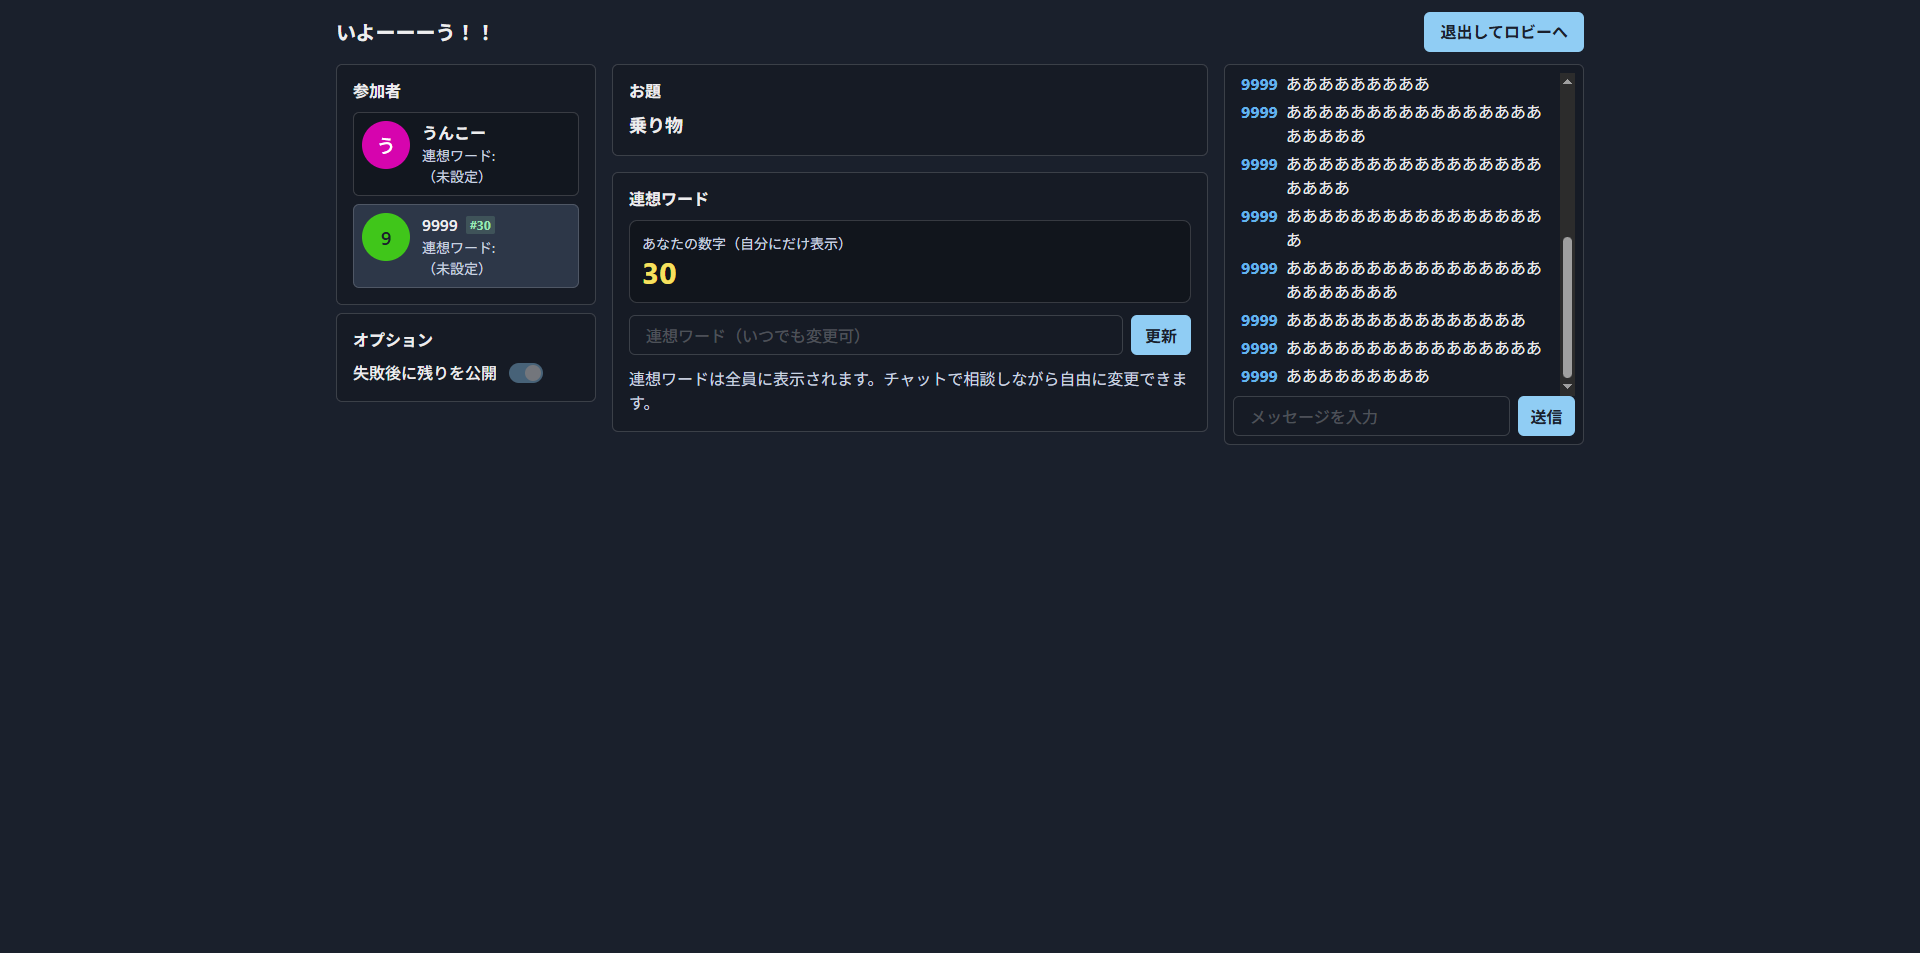 いよーーーう！！
退出してロビーへ
参加者
う
うんこー
連想ワード:
（未設定）
9
9999 #30
連想ワード:
（未設定）
オプション
失敗後に残りを公開
お題
乗り物
連想ワード
あなたの数字（自分にだけ表示）
30
連想ワード（いつでも変更可）
更新
連想ワードは全員に表示されます。チャットで相談しながら自由に変更できま
す。
9999 あああああああああ
9999 ああああああああああああああああ
あああああ
9999 ああああああああああああああああ
ああああ
9999 ああああああああああああああああ
あ
9999 ああああああああああああああああ
あああああああ
9999 あああああああああああああああ
9999 ああああああああああああああああ
9999 あああああああああ
メッセージを入力
送信